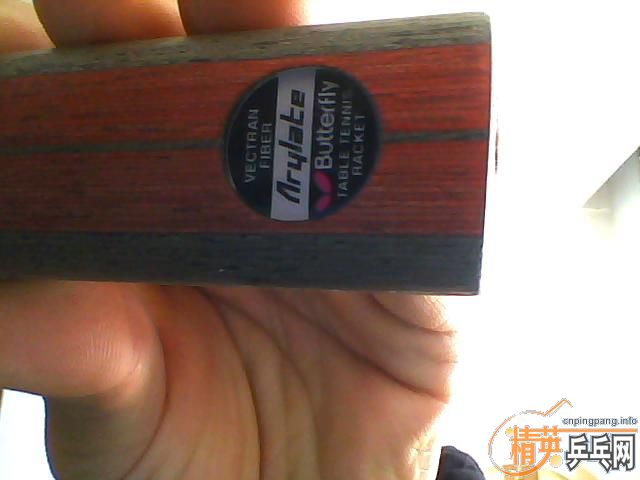 VECTRAN
FIBER
Arylate
Butterfly
TABLE TENNIS
RACKET
cnpingpang.info
精英乒乓网